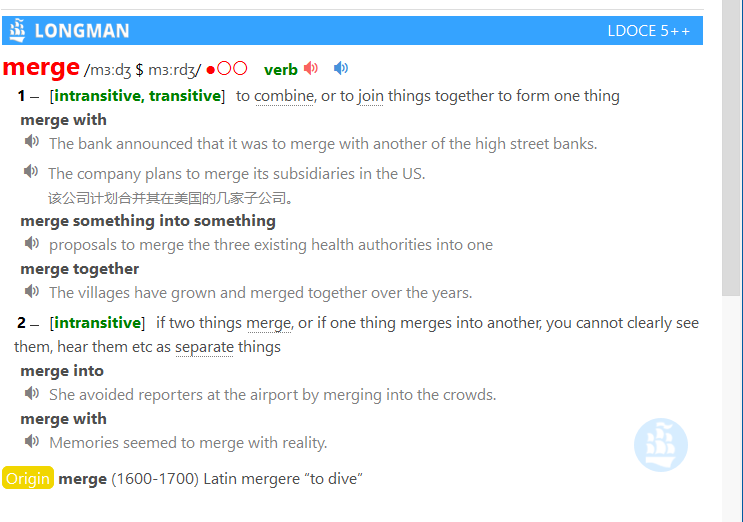 LONGMAN LDOCE 5++
merge /mɜːdʒ $ mɜːrdʒ/ ●○○ verb
1 – [intransitive, transitive] to combine, or to join things together to form one thing
merge with
The bank announced that it was to merge with another of the high street banks.
The company plans to merge its subsidiaries in the US.
该公司计划合并其在美国的几家子公司。
merge something into something
proposals to merge the three existing health authorities into one
merge together
The villages have grown and merged together over the years.
2 – [intransitive] if two things merge, or if one thing merges into another, you cannot clearly see
them, hear them etc as separate things
merge into
She avoided reporters at the airport by merging into the crowds.
merge with
Memories seemed to merge with reality.
Origin merge (1600-1700) Latin mergere “to dive”